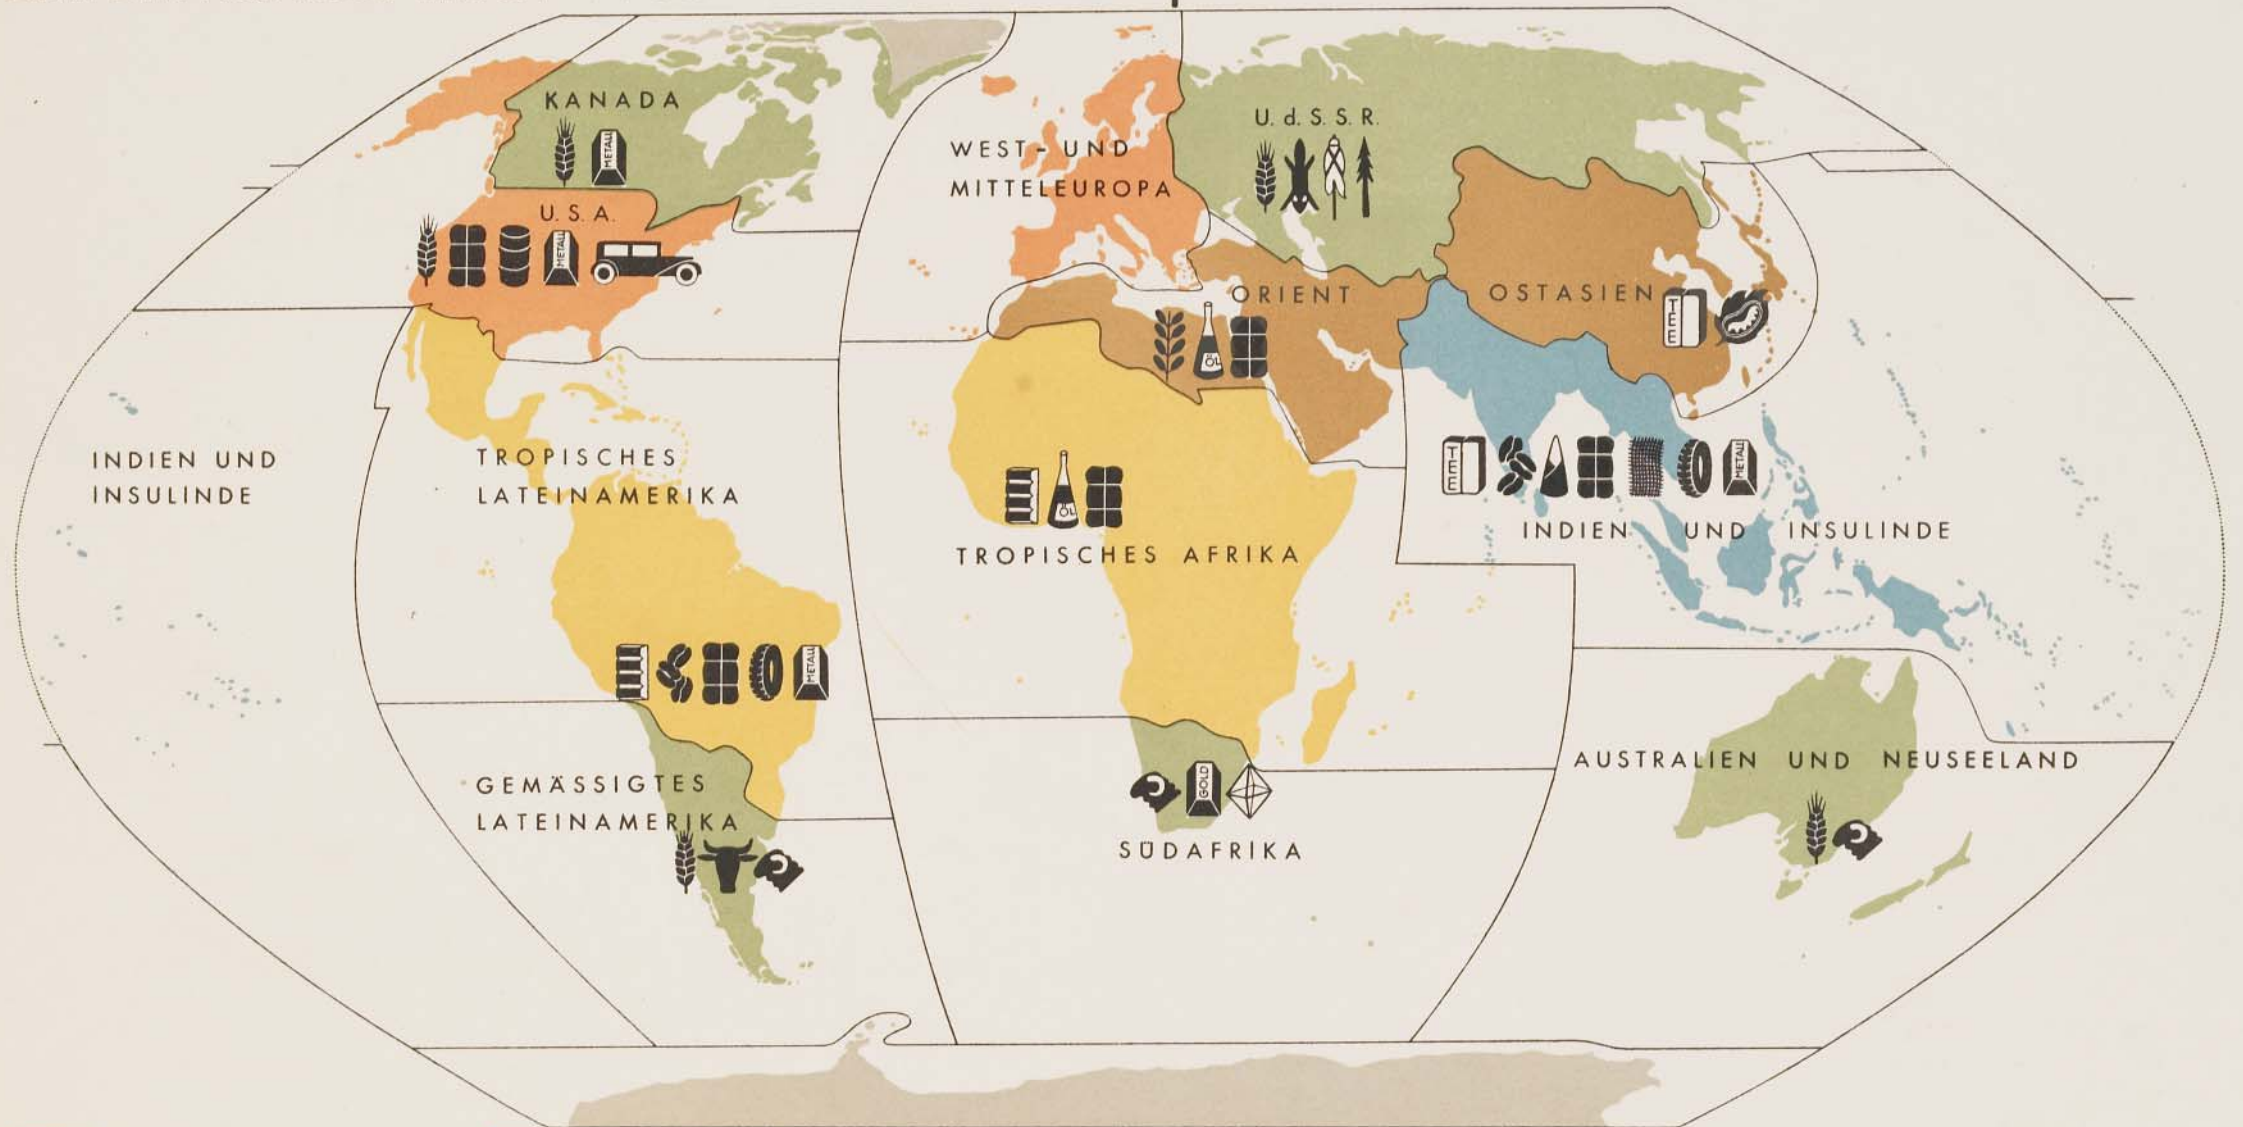 KANADA
METALL
U. S. A.
METALL
WEST- UND
MITTELEUROPA
U. d. S. S. R.
ORIENT
ÖL
OSTASIEN
TEE
INDIEN UND
INSULINDE
TROPISCHES
LATEINAMERIKA
METALL
TROPISCHES AFRIKA
ÖL
TEE
METALL
INDIEN UND INSULINDE
GEMÄSSIGTES
LATEINAMERIKA
GOLD
SÜDAFRIKA
AUSTRALIEN UND NEUSEELAND